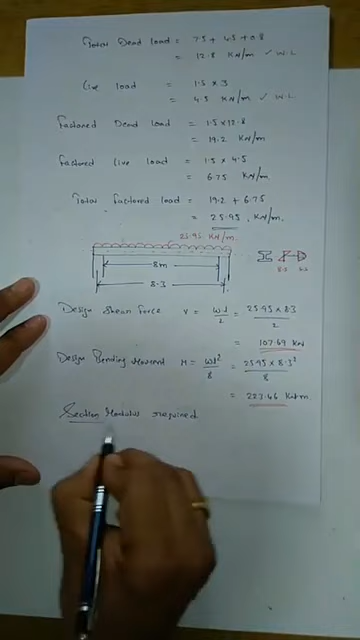 Total Dead load = 7.5 + 4.5 + 0.8
= 12.8 KN/m ✓ W.L
Live load = 1.5 x 3
= 4.5 KN/m ✓ W.L
Factored Dead load = 1.5 x 12.8
= 19.2 KN/m
Factored Live load = 1.5 x 4.5
= 6.75 KN/m
Total factored load = 19.2 + 6.75
= 25.95 KN/m.
25.95 KN/m
8m
8.3
Design Shear force V = wl/2 = 25.95 x 8.3/2
= 107.69 KN
Design Bending Moment M = wl²/8 = 25.95 x 8.3²/8
= 223.46 KN.m
Section Modulus required